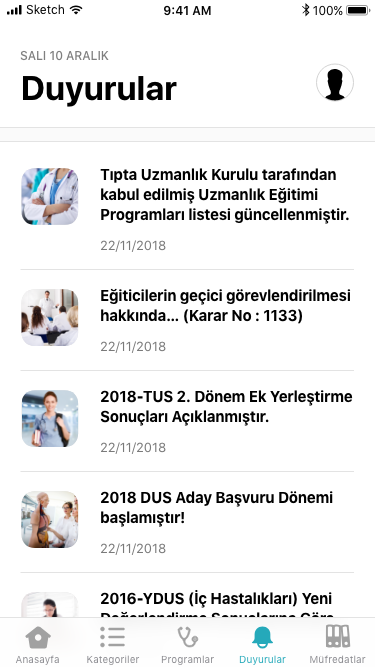 Sketch 9:41 AM 100%
SALI 10 ARALIK
Duyurular
Tıpta Uzmanlık Kurulu tarafından
kabul edilmiş Uzmanlık Eğitimi
Programları listesi güncellenmiştir.
22/11/2018
Eğiticilerin geçici görevlendirilmesi
hakkında... (Karar No : 1133)
22/11/2018
2018-TUS 2. Dönem Ek Yerleştirme
Sonuçları Açıklanmıştır.
22/11/2018
2018 DUS Aday Başvuru Dönemi
başlamıştır!
22/11/2018
2016-YDUS (İç Hastalıkları) Yeni
Değerlendirme Sonuçlarına Göre
Anasayfa Kategoriler Programlar Duyurular Müfredatlar